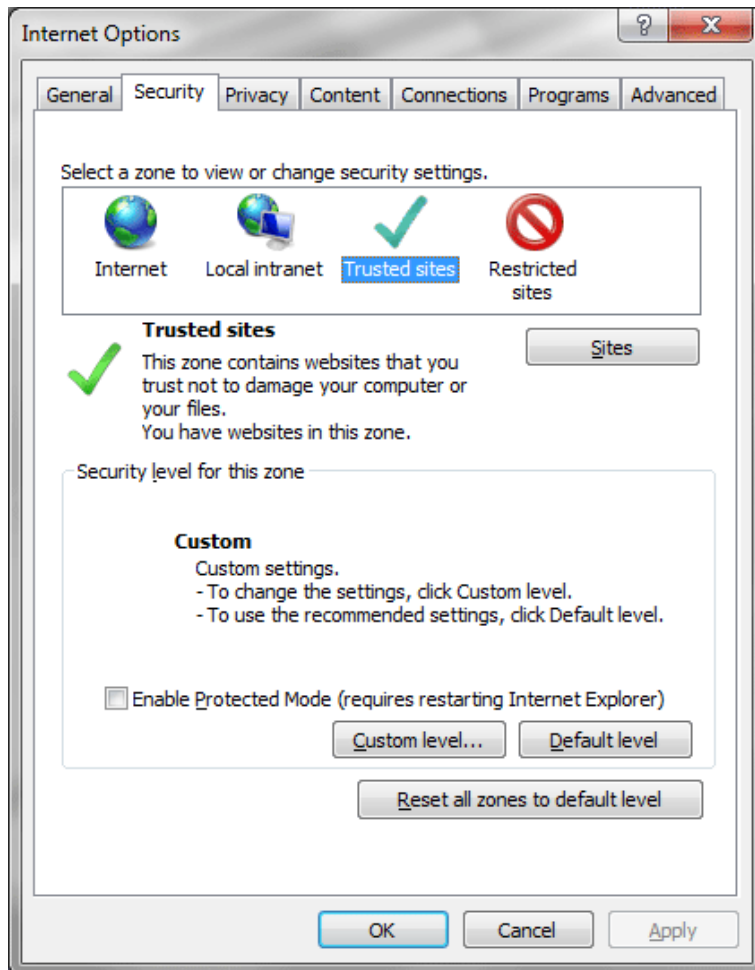 Internet Options
General Security Privacy Content Connections Programs Advanced
Select a zone to view or change security settings.
Internet Local intranet Trusted sites Restricted
sites
Trusted sites
Sites
This zone contains websites that you
trust not to damage your computer or
your files.
You have websites in this zone.
Security level for this zone
Custom
Custom settings.
- To change the settings, click Custom level.
- To use the recommended settings, click Default level.
Enable Protected Mode (requires restarting Internet Explorer)
Custom level... Default level
Reset all zones to default level
OK Cancel Apply